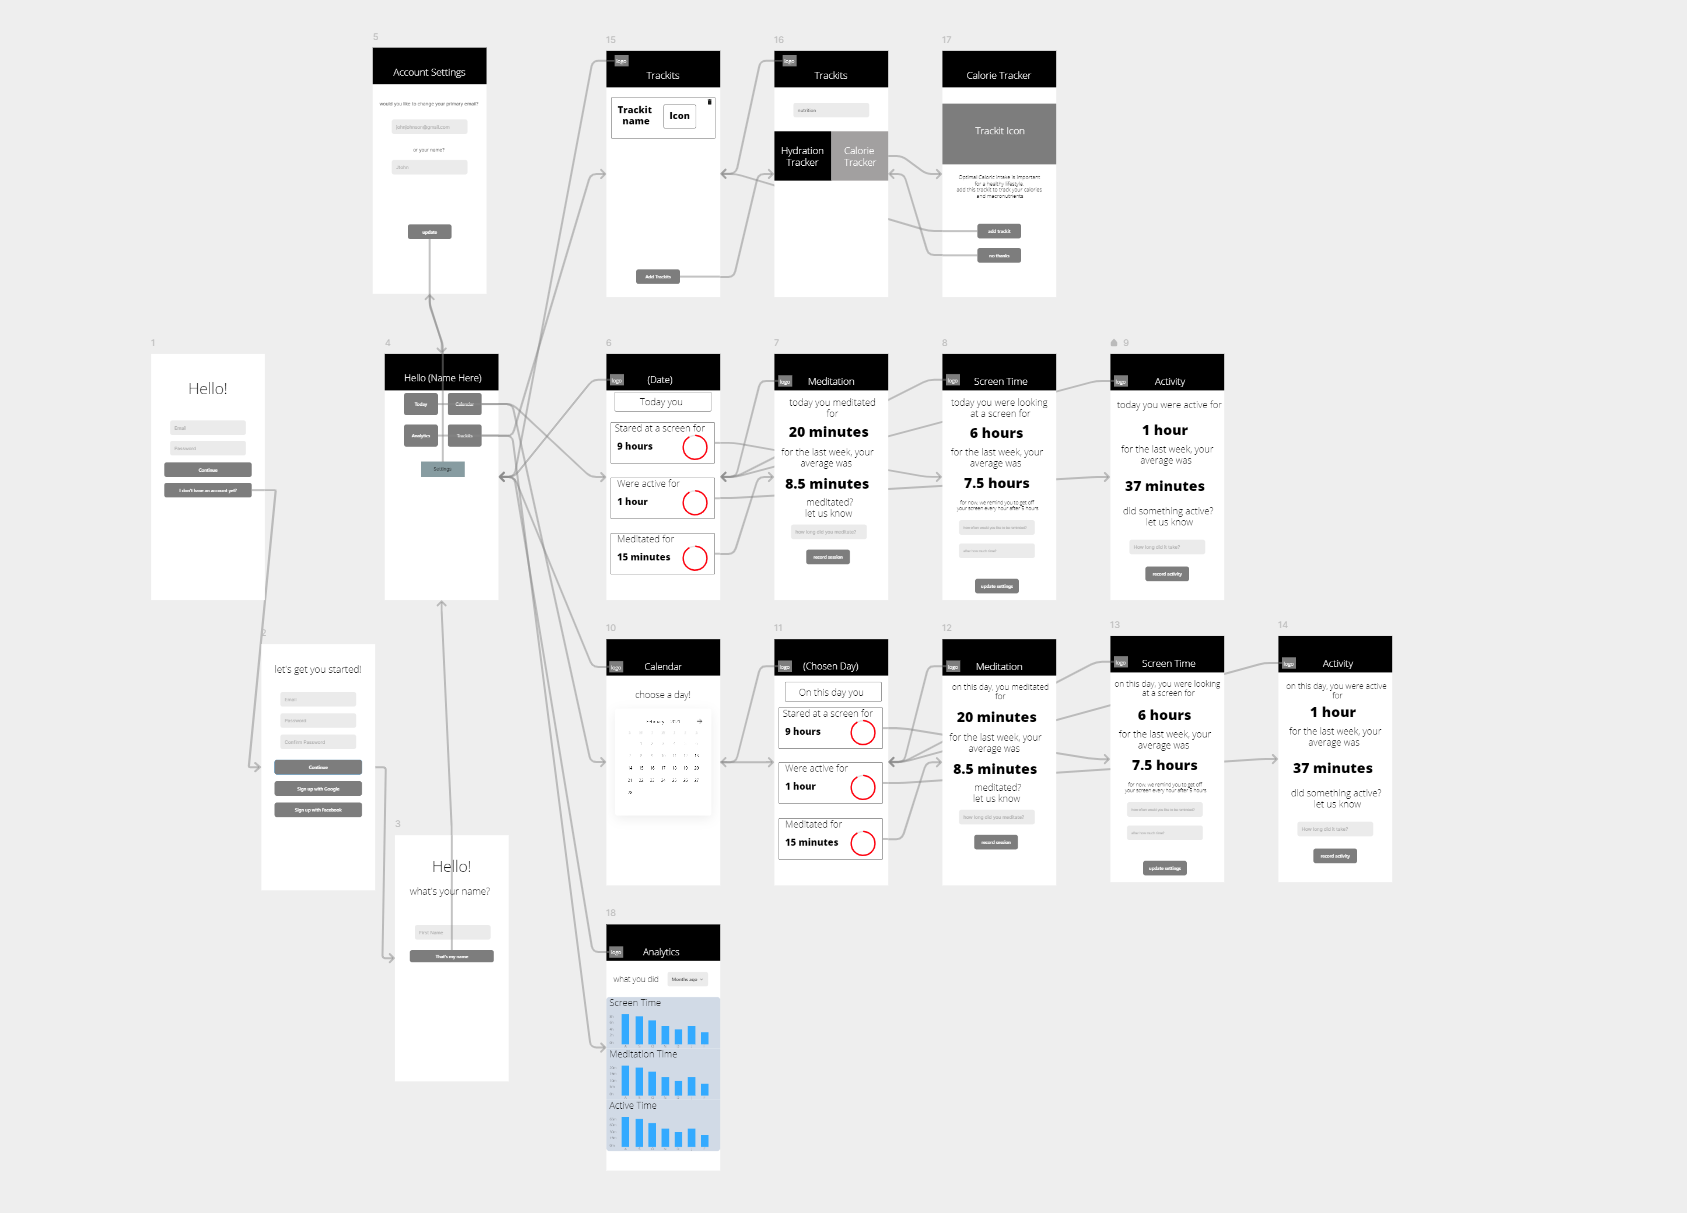 5
Account Settings
would you like to change your primary email?
johnjohnson@gmail.com
or your name?
John
update
15
logo
Trackits
Trackit
name
Icon
Add Trackits
16
logo
Trackits
nutrition
Hydration
Tracker
Calorie
Tracker
17
Calorie Tracker
Trackit Icon
Optimal Caloric intake is important
for a healthy lifestyle.
add this trackit to track your calories
and macronutrients
add trackit
no thanks
1
Hello!
Email
Password
Continue
I don't have an account yet!
4
Hello (Name Here)
Today
Calendar
Analytics
Trackits
Settings
6
logo
(Date)
Today you
Stared at a screen for
9 hours
Were active for
1 hour
Meditated for
15 minutes
7
logo
Meditation
today you meditated
for
20 minutes
for the last week, your
average was
8.5 minutes
meditated?
let us know
How long did you meditate?
record session
8
logo
Screen Time
today you were looking
at a screen for
6 hours
for the last week, your
average was
7.5 hours
for now, we remind you to get off
your screen every hour after 9 hours
update settings
9
logo
Activity
today you were active for
1 hour
for the last week, your
average was
37 minutes
did something active?
let us know
How long did it take?
record activity
2
let's get you started!
Email
Password
Confirm Password
Continue
Sign up with Google
Sign up with Facebook
3
Hello!
what's your name?
First Name
That's my name
10
logo
Calendar
choose a day!
11
logo
(Chosen Day)
On this day you
Stared at a screen for
9 hours
Were active for
1 hour
Meditated for
15 minutes
12
logo
Meditation
on this day, you meditated
for
20 minutes
for the last week, your
average was
8.5 minutes
meditated?
let us know
how long did you meditate?
record session
13
logo
Screen Time
on this day, you were looking
at a screen for
6 hours
for the last week, your
average was
7.5 hours
for now, we remind you to get off
your screen every hour after 9 hours
update settings
14
logo
Activity
on this day, you were active
for
1 hour
for the last week, your
average was
37 minutes
did something active?
let us know
How long did it take?
record activity
18
logo
Analytics
what you did
Months ago
Screen Time
Meditation Time
Active Time